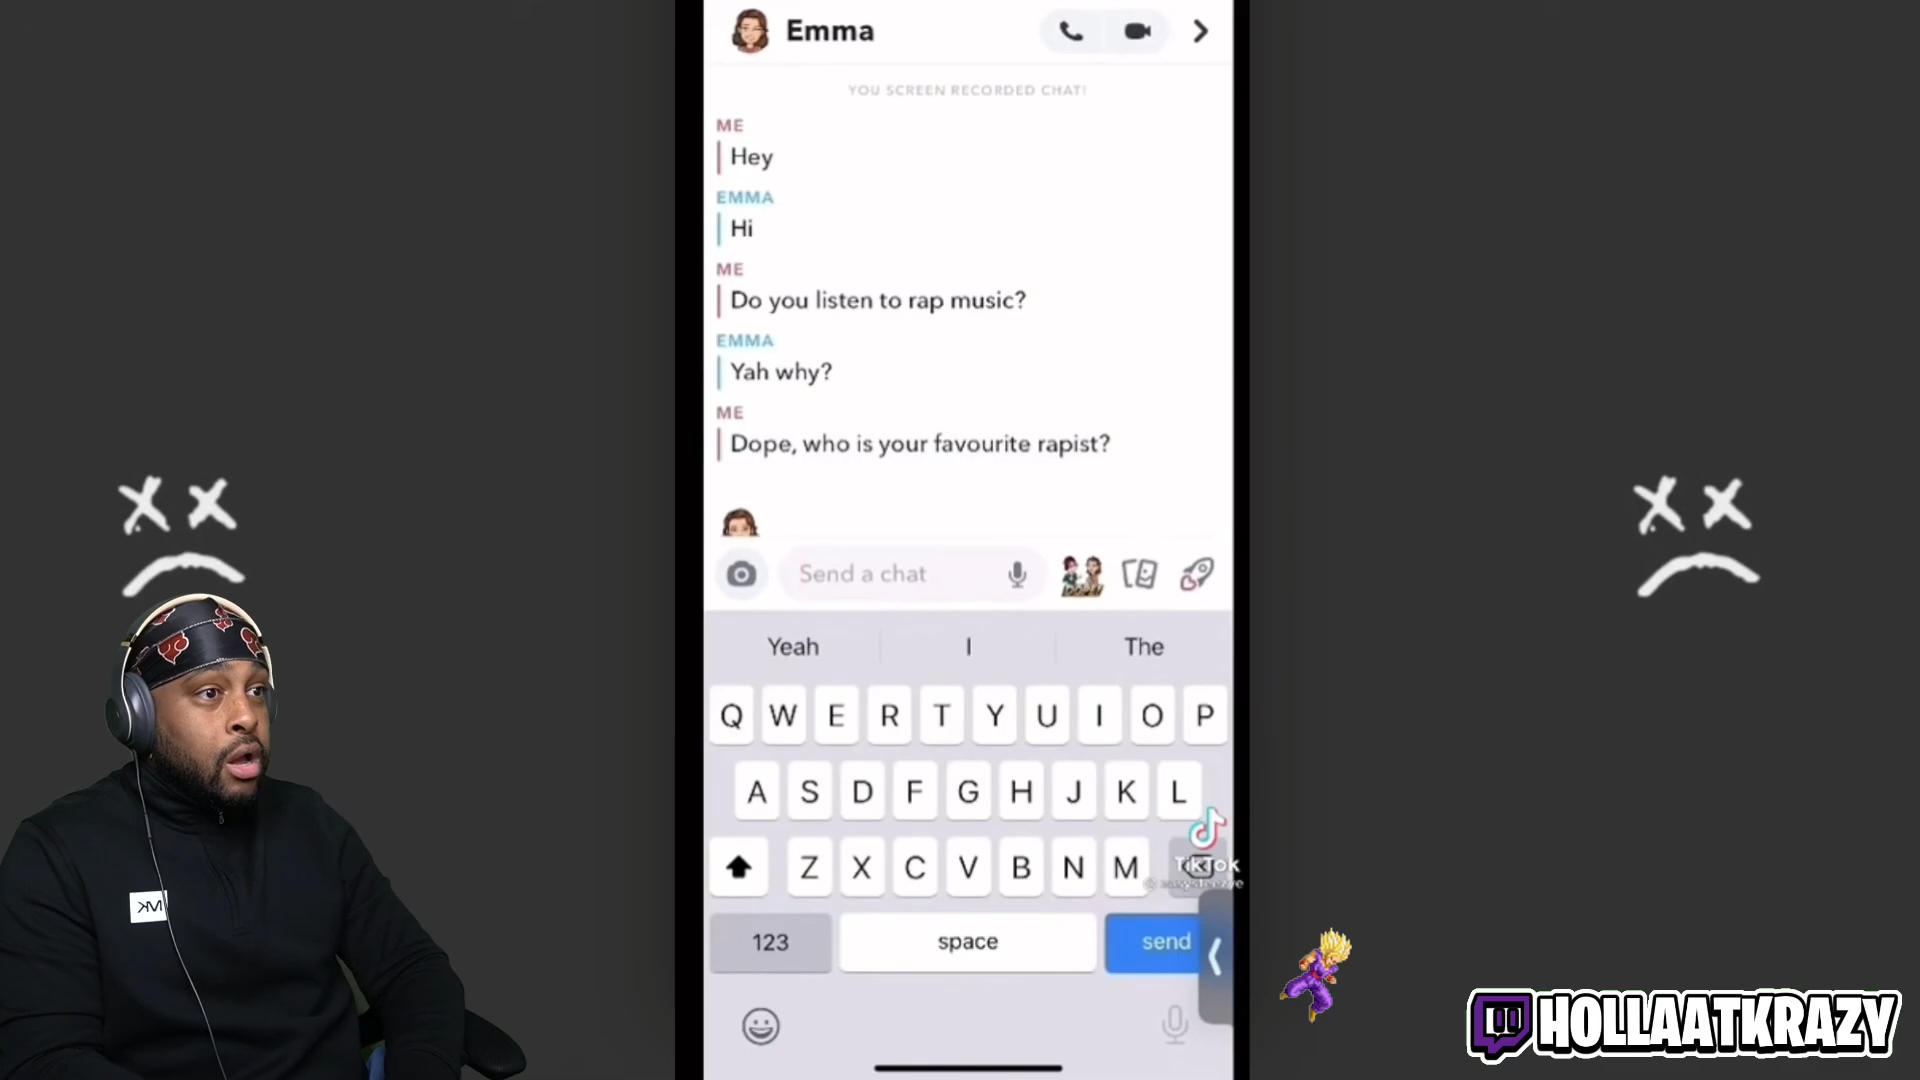 Emma
YOU SCREEN RECORDED CHAT!
ME
Hey
EMMA
Hi
ME
Do you listen to rap music?
EMMA
Yah why?
ME
Dope, who is your favourite rapist?
Send a chat
Yeah I The
Q W E R T Y U I O P
A S D F G H J K L
Z X C V B N M
TikTok
123 space send
KM
HOLLAATKRAZY